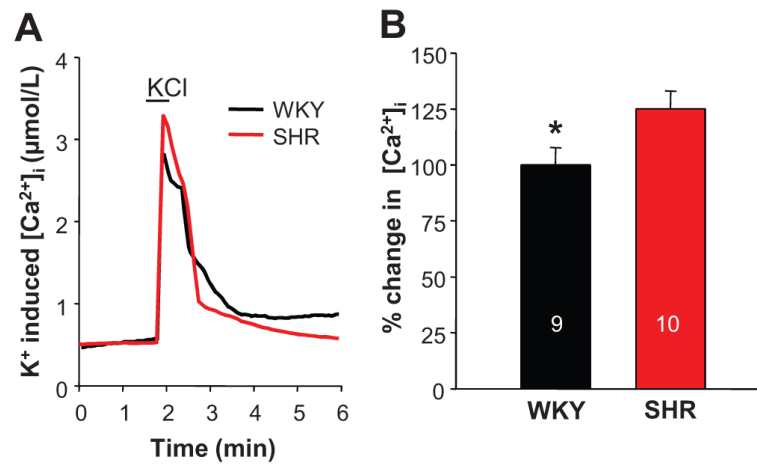 A
K⁺ induced [Ca²⁺]ᵢ (µmol/L)
4
3
2
1
0
KCl
WKY
SHR
0 1 2 3 4 5 6
Time (min)
B
% change in [Ca²⁺]ᵢ
150
125
100
75
50
25
0
*
9
10
WKY SHR